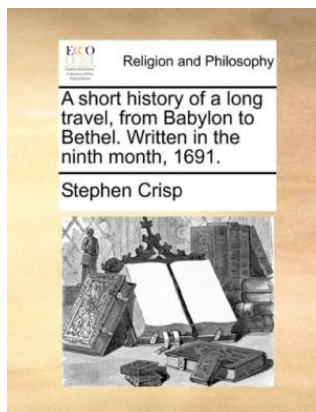 ECCO
Religion and Philosophy
A short history of a long
travel, from Babylon to
Bethel. Written in the
ninth month, 1691.
Stephen Crisp